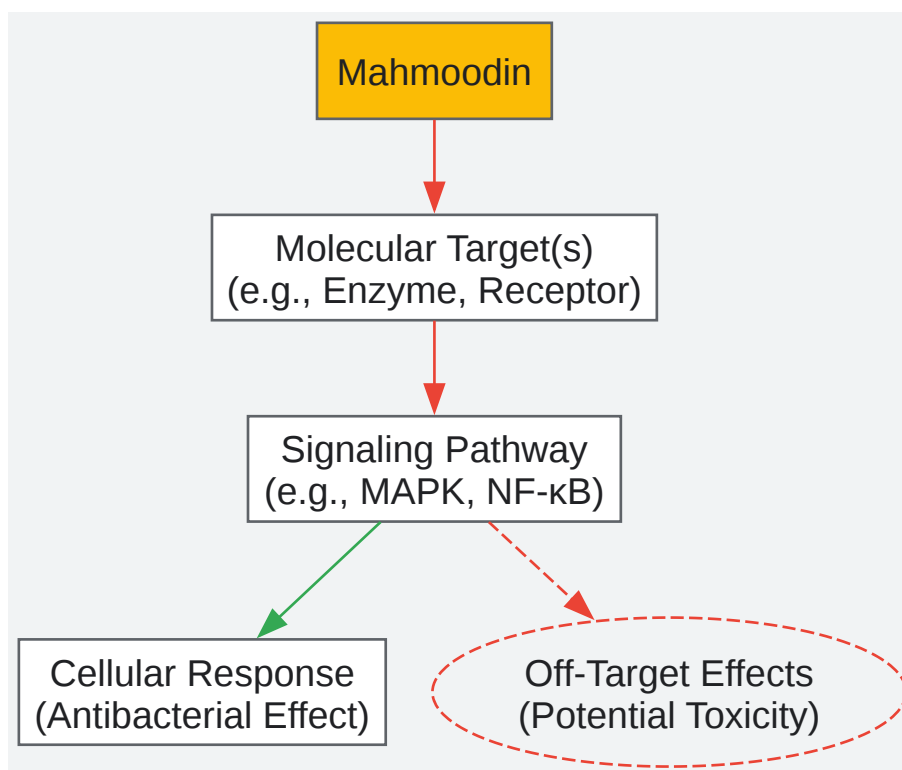 Mahmoodin
Molecular Target(s)
(e.g., Enzyme, Receptor)
Signaling Pathway
(e.g., MAPK, NF-κB)
Cellular Response
(Antibacterial Effect)
Off-Target Effects
(Potential Toxicity)